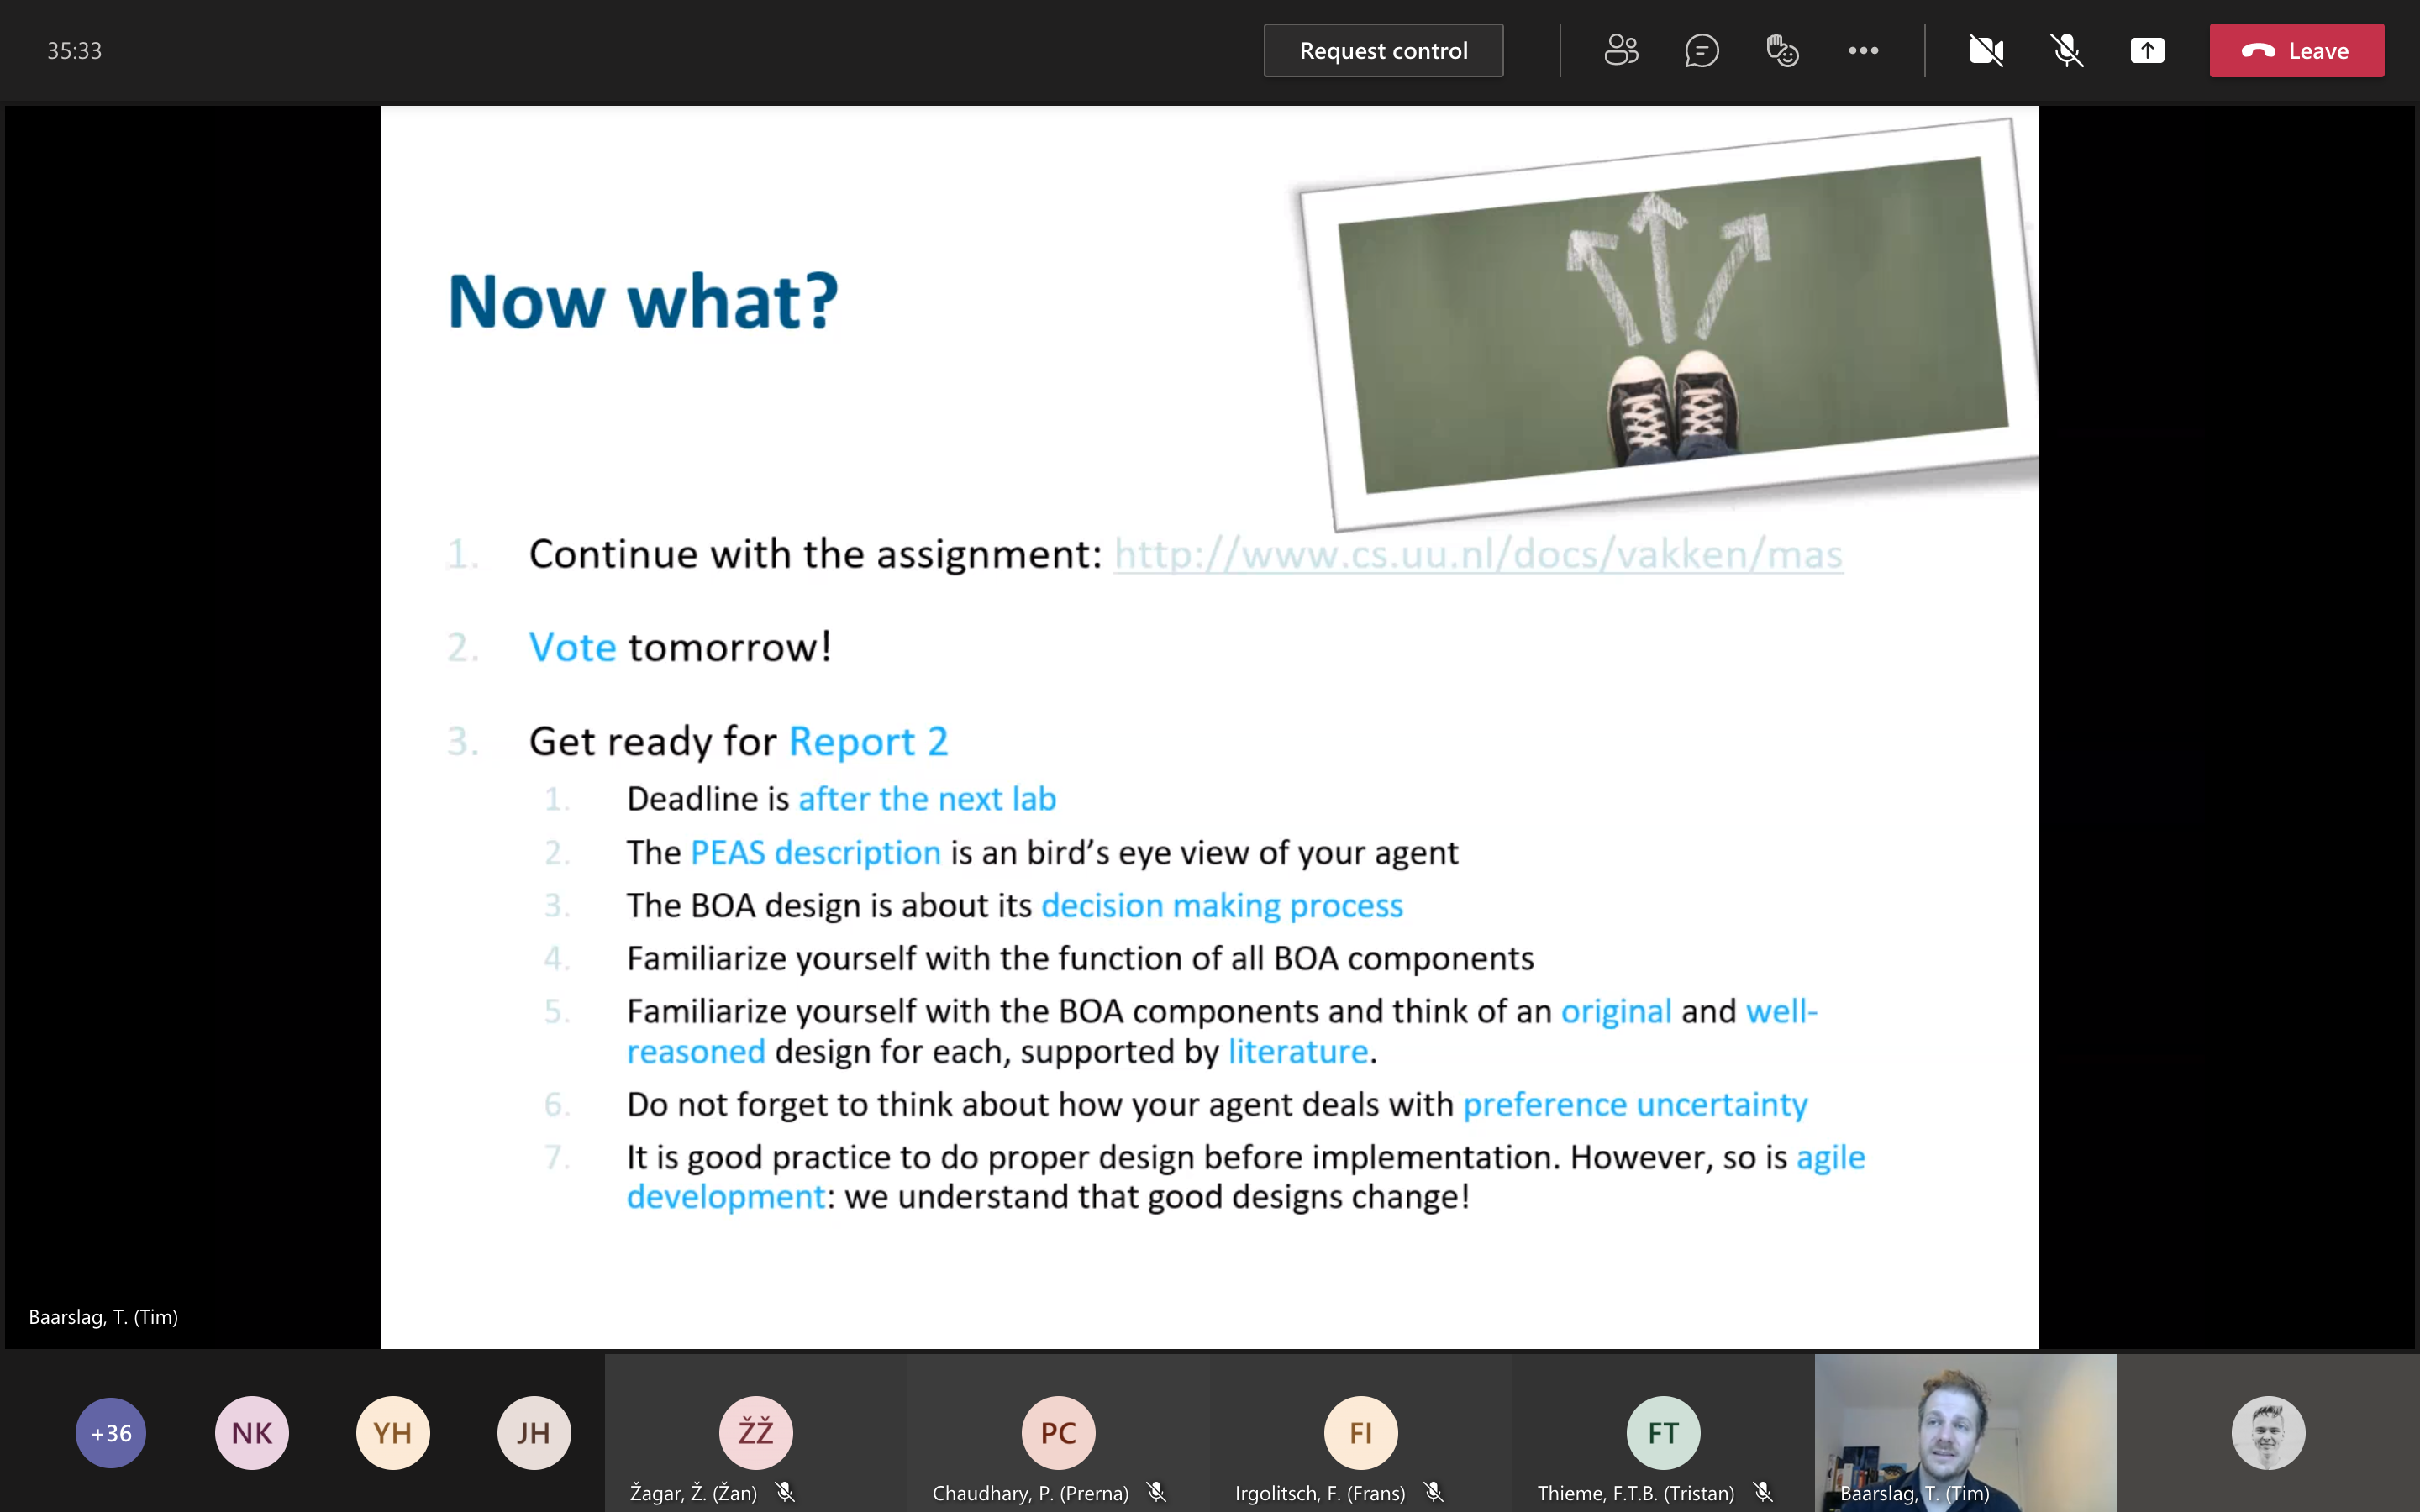 35:33
Request control
Leave
Now what?
1. Continue with the assignment: http://www.cs.uu.nl/docs/vakken/mas
2. Vote tomorrow!
3. Get ready for Report 2
1. Deadline is after the next lab
2. The PEAS description is an bird’s eye view of your agent
3. The BOA design is about its decision making process
4. Familiarize yourself with the function of all BOA components
5. Familiarize yourself with the BOA components and think of an original and well-
reasoned design for each, supported by literature.
6. Do not forget to think about how your agent deals with preference uncertainty
7. It is good practice to do proper design before implementation. However, so is agile
development: we understand that good designs change!
Baarslag, T. (Tim)
+36
NK
YH
JH
ŽŽ
PC
FI
FT
Žagar, Ž. (Žan)
Chaudhary, P. (Prerna)
Irgolitsch, F. (Frans)
Thieme, F.T.B. (Tristan)
Baarslag, T. (Tim)